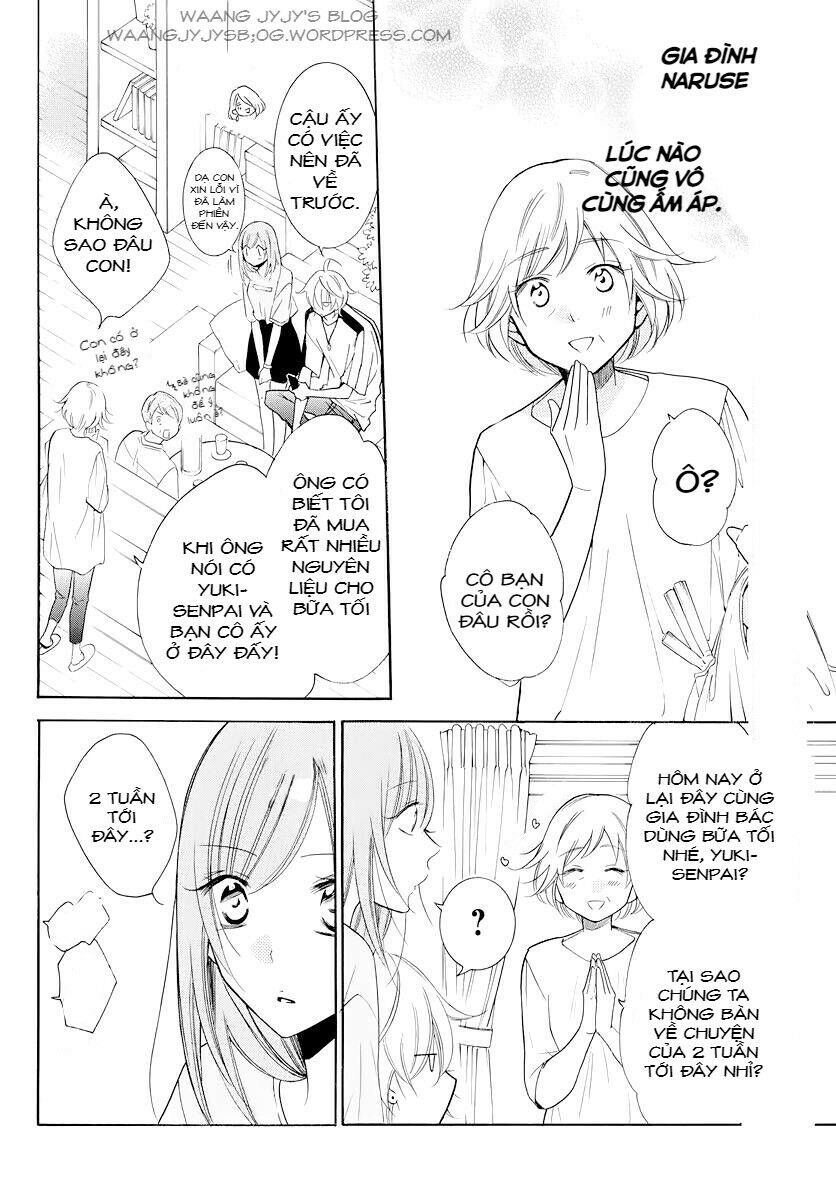 WAANG JYJY'S BLOG
WAANGJYJYSB;OG.WORDPRESS.COM
GIA ĐÌNH
NARUSE
LÚC NÀO
CŨNG VÔ
CÙNG ẤM ÁP.
Ô?
CÔ BẠN
CỦA CON
ĐÂU RỒI?
CẬU ẤY
CÓ VIỆC
NÊN ĐÃ
VỀ
TRƯỚC.
DẠ CON
XIN LỖI VÌ
ĐÃ LÀM
PHIỀN
ĐẾN VẬY.
À,
KHÔNG
SAO ĐÂU
CON!
Con có ở
lại đây
không?
Bà cũng
không
để ý
luôn à?
ÔNG CÓ
BIẾT TÔI
ĐÃ MUA
RẤT NHIỀU
NGUYÊN
LIỆU CHO
BỮA TỐI
KHI ÔNG
NÓI CÓ
YUKI-
SENPAI VÀ
BẠN CÔ ẤY
Ở ĐÂY ĐẤY!
HÔM NAY Ở
LẠI ĐÂY CÙNG
GIA ĐÌNH BÁC
DÙNG BỮA TỐI
NHÉ, YUKI-
SENPAI?
?
TẠI SAO
CHÚNG TA
KHÔNG BÀN
VỀ CHUYỆN
CỦA 2 TUẦN
TỚI ĐÂY NHỈ?
2 TUẦN
TỚI
ĐÂY...?